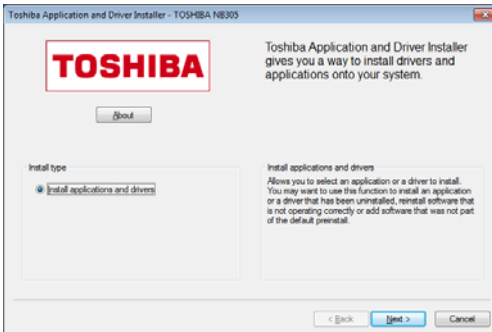 Toshiba Application and Driver Installer - TOSHIBA NB305
TOSHIBA
Toshiba Application and Driver Installer
gives you a way to install drivers and
applications onto your system.
About
Install type
Install applications and drivers
Install applications and drivers
Allows you to select an application or a driver to install.
You may want to use this function to install an application
or a driver that has been uninstalled, reinstall software that
is not operating correctly or add software that was not part
of the default preinstall.
< Back
Next >
Cancel